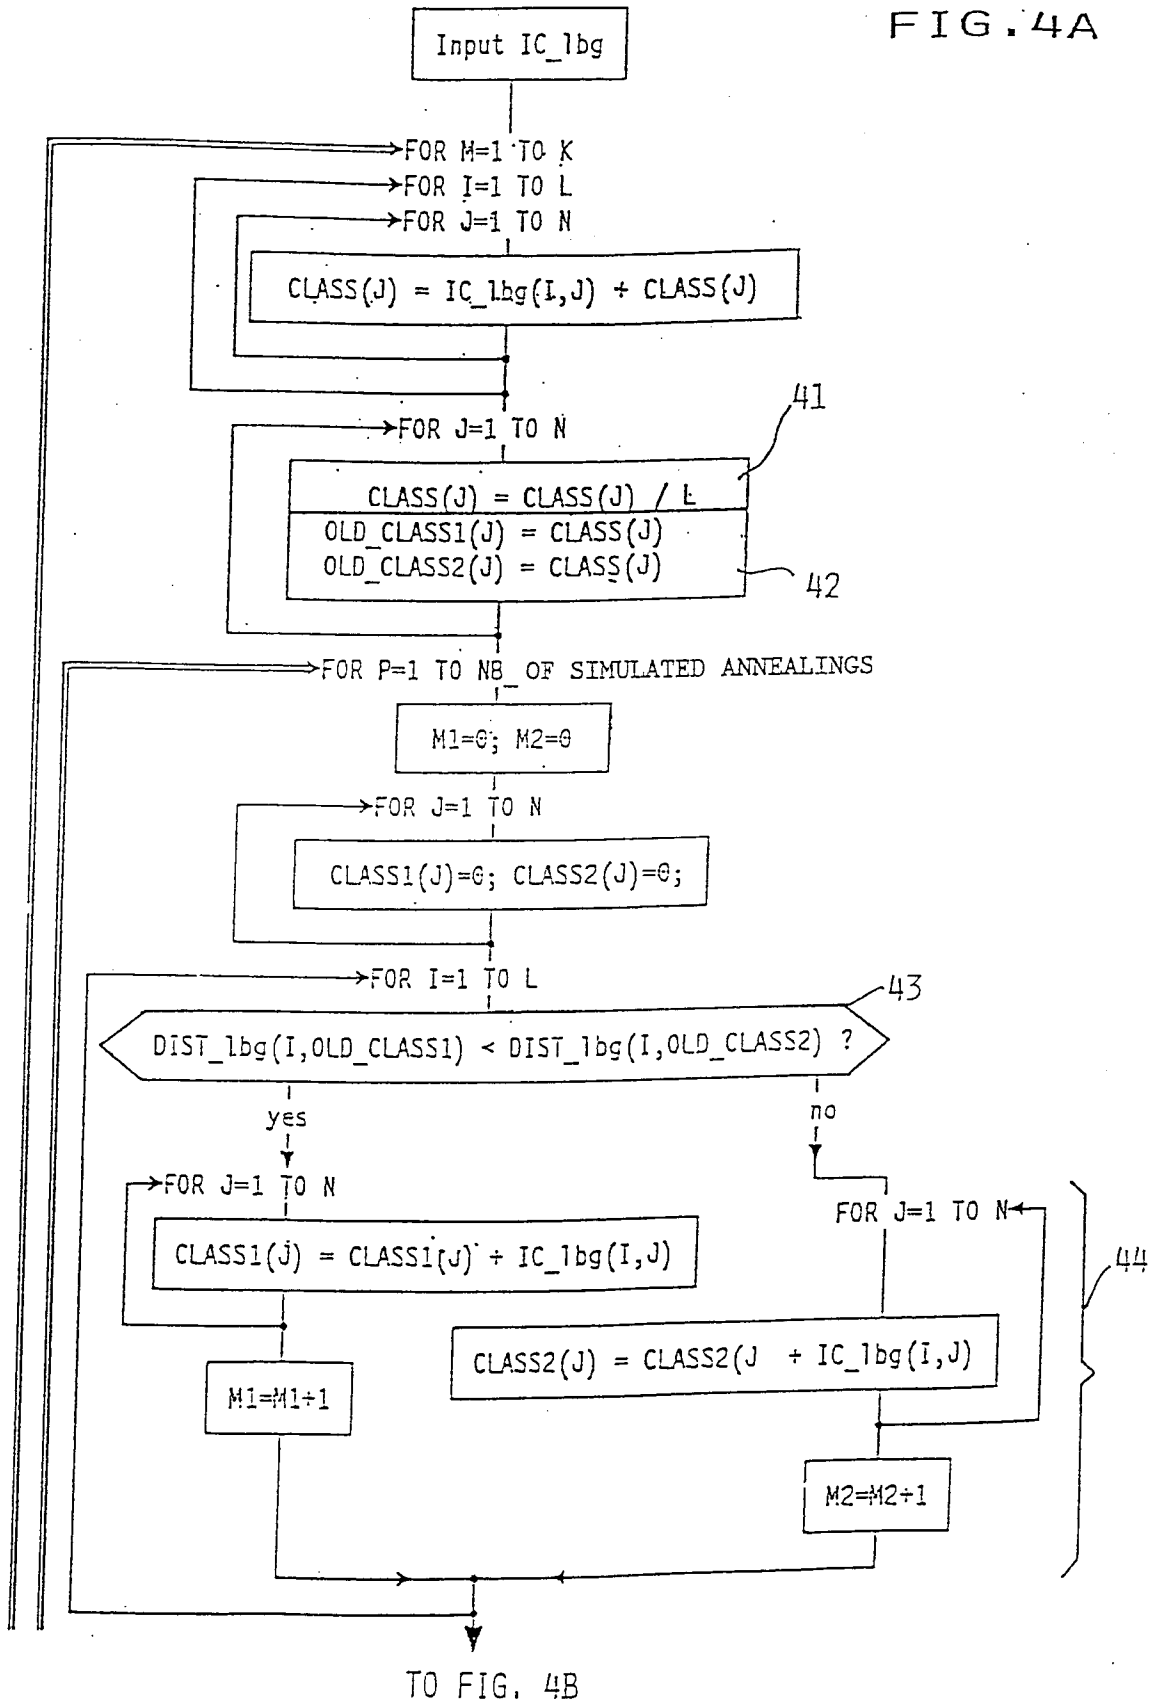 FIG.4A
Input IC_lbg
FOR M=1 TO K
FOR I=1 TO L
FOR J=1 TO N
CLASS(J) = IC_lbg(I,J) + CLASS(J)
41
FOR J=1 TO N
CLASS(J) = CLASS(J) / L
OLD_CLASS1(J) = CLASS(J)
OLD_CLASS2(J) = CLASS(J)
42
FOR P=1 TO NB_OF SIMULATED ANNEALINGS
M1=0; M2=0
FOR J=1 TO N
CLASS1(J)=0; CLASS2(J)=0;
FOR I=1 TO L
43
DIST_lbg(I,OLD_CLASS1) < DIST_lbg(I,OLD_CLASS2) ?
yes
no
FOR J=1 TO N
FOR J=1 TO N
CLASS1(J) = CLASS1(J) + IC_lbg(I,J)
44
CLASS2(J) = CLASS2(J + IC_lbg(I,J)
M1=M1+1
M2=M2+1
TO FIG. 4B